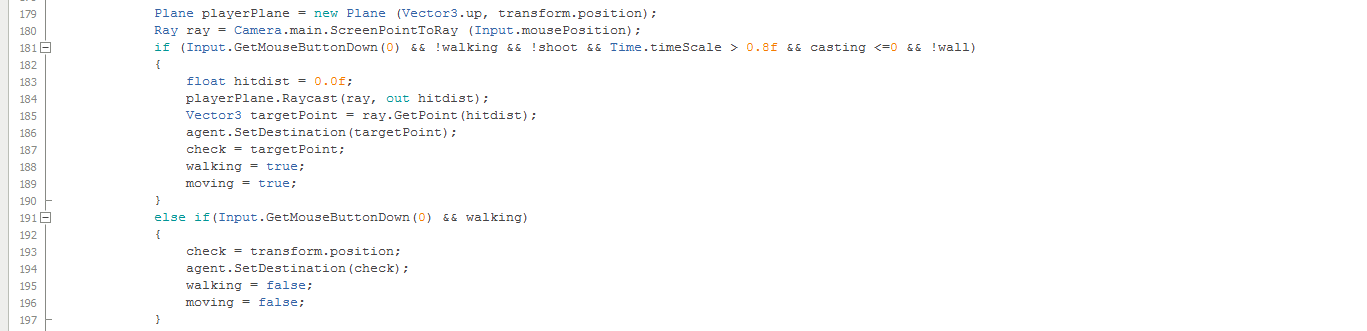 179 Plane playerPlane = new Plane (Vector3.up, transform.position);
180 Ray ray = Camera.main.ScreenPointToRay (Input.mousePosition);
181 if (Input.GetMouseButtonDown(0) && !walking && !shoot && Time.timeScale > 0.8f && casting <=0 && !wall)
182 {
183 float hitdist = 0.0f;
184 playerPlane.Raycast(ray, out hitdist);
185 Vector3 targetPoint = ray.GetPoint(hitdist);
186 agent.SetDestination(targetPoint);
187 check = targetPoint;
188 walking = true;
189 moving = true;
190 }
191 else if(Input.GetMouseButtonDown(0) && walking)
192 {
193 check = transform.position;
194 agent.SetDestination(check);
195 walking = false;
196 moving = false;
197 }